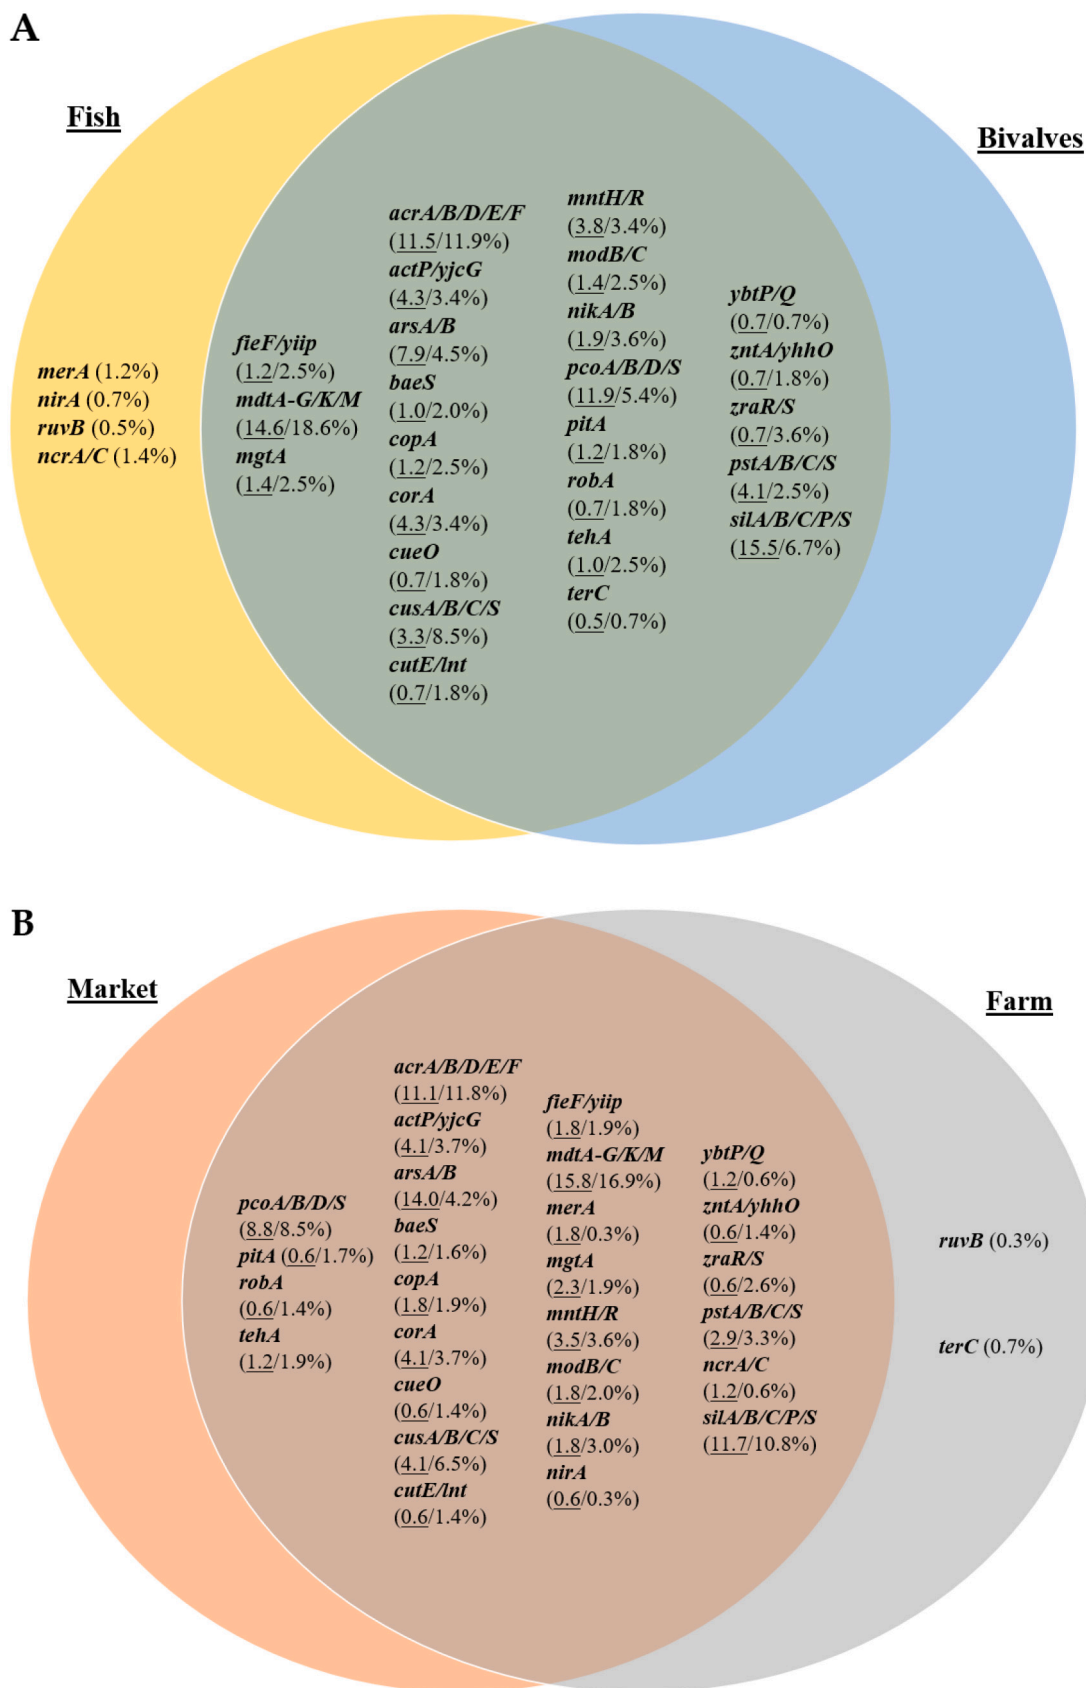 A
Fish
Bivalves
merA (1.2%)
nirA (0.7%)
ruvB (0.5%)
ncrA/C (1.4%)
fieF/yiip
(1.2/2.5%)
mdtA-G/K/M
(14.6/18.6%)
mgtA
(1.4/2.5%)
acrA/B/D/E/F
(11.5/11.9%)
actP/yjcG
(4.3/3.4%)
arsA/B
(7.9/4.5%)
baeS
(1.0/2.0%)
copA
(1.2/2.5%)
corA
(4.3/3.4%)
cueO
(0.7/1.8%)
cusA/B/C/S
(3.3/8.5%)
cutE/lnt
(0.7/1.8%)
mntH/R
(3.8/3.4%)
modB/C
(1.4/2.5%)
nikA/B
(1.9/3.6%)
pcoA/B/D/S
(11.9/5.4%)
pitA
(1.2/1.8%)
robA
(0.7/1.8%)
tehA
(1.0/2.5%)
terC
(0.5/0.7%)
ybtP/Q
(0.7/0.7%)
zntA/yhhO
(0.7/1.8%)
zraR/S
(0.7/3.6%)
pstA/B/C/S
(4.1/2.5%)
silA/B/C/P/S
(15.5/6.7%)
B
Market
Farm
pcoA/B/D/S
(8.8/8.5%)
pitA (0.6/1.7%)
robA
(0.6/1.4%)
tehA
(1.2/1.9%)
acrA/B/D/E/F
(11.1/11.8%)
actP/yjcG
(4.1/3.7%)
arsA/B
(14.0/4.2%)
baeS
(1.2/1.6%)
copA
(1.8/1.9%)
corA
(4.1/3.7%)
cueO
(0.6/1.4%)
cusA/B/C/S
(4.1/6.5%)
cutE/lnt
(0.6/1.4%)
fieF/yiip
(1.8/1.9%)
mdtA-G/K/M
(15.8/16.9%)
merA
(1.8/0.3%)
mgtA
(2.3/1.9%)
mntH/R
(3.5/3.6%)
modB/C
(1.8/2.0%)
nikA/B
(1.8/3.0%)
nirA
(0.6/0.3%)
ybtP/Q
(1.2/0.6%)
zntA/yhhO
(0.6/1.4%)
zraR/S
(0.6/2.6%)
pstA/B/C/S
(2.9/3.3%)
ncrA/C
(1.2/0.6%)
silA/B/C/P/S
(11.7/10.8%)
ruvB (0.3%)
terC (0.7%)